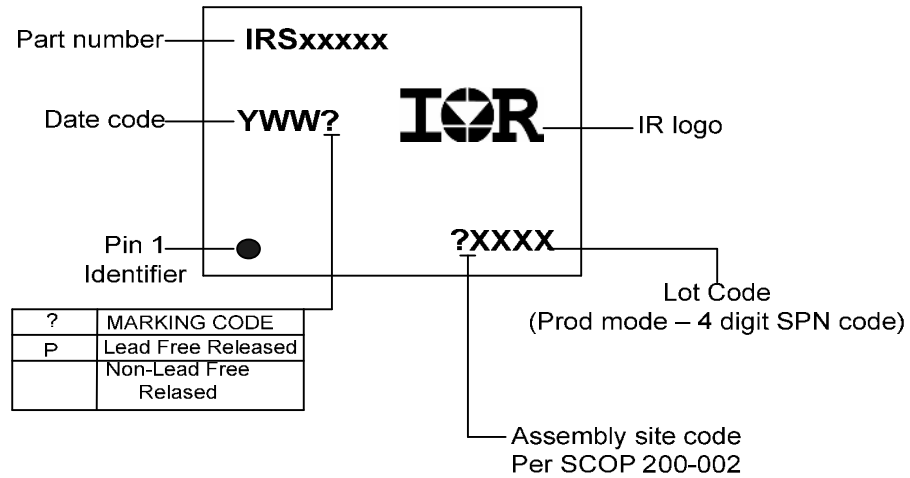 Part number
IRSxxxxx
Date code
YWW?
IOR
IR logo
Pin 1
Identifier
?XXXX
Lot Code
(Prod mode – 4 digit SPN code)
? MARKING CODE
P Lead Free Released
Non-Lead Free
Relased
Assembly site code
Per SCOP 200-002